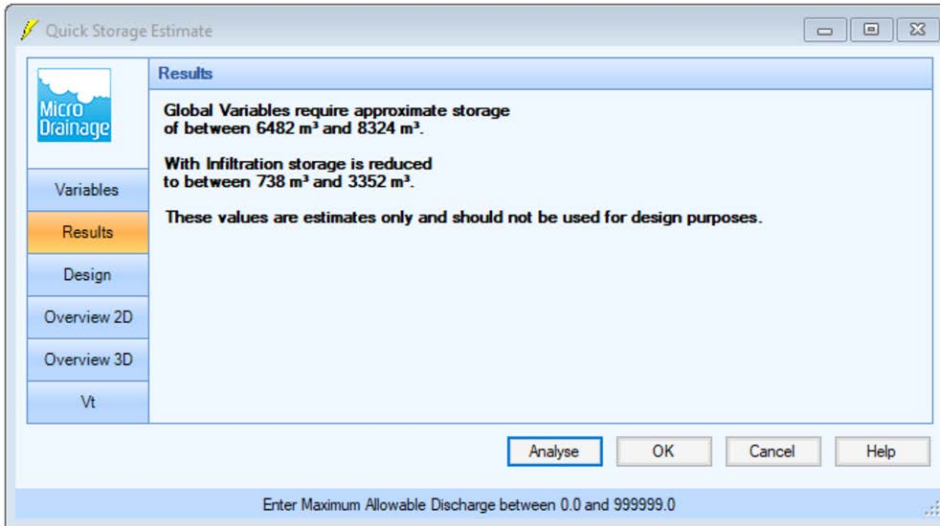 Quick Storage Estimate
Micro
Drainage
Variables
Results
Design
Overview 2D
Overview 3D
Vt
Results
Global Variables require approximate storage
of between 6482 m³ and 8324 m³.
With Infiltration storage is reduced
to between 738 m³ and 3352 m³.
These values are estimates only and should not be used for design purposes.
Analyse
OK
Cancel
Help
Enter Maximum Allowable Discharge between 0.0 and 999999.0